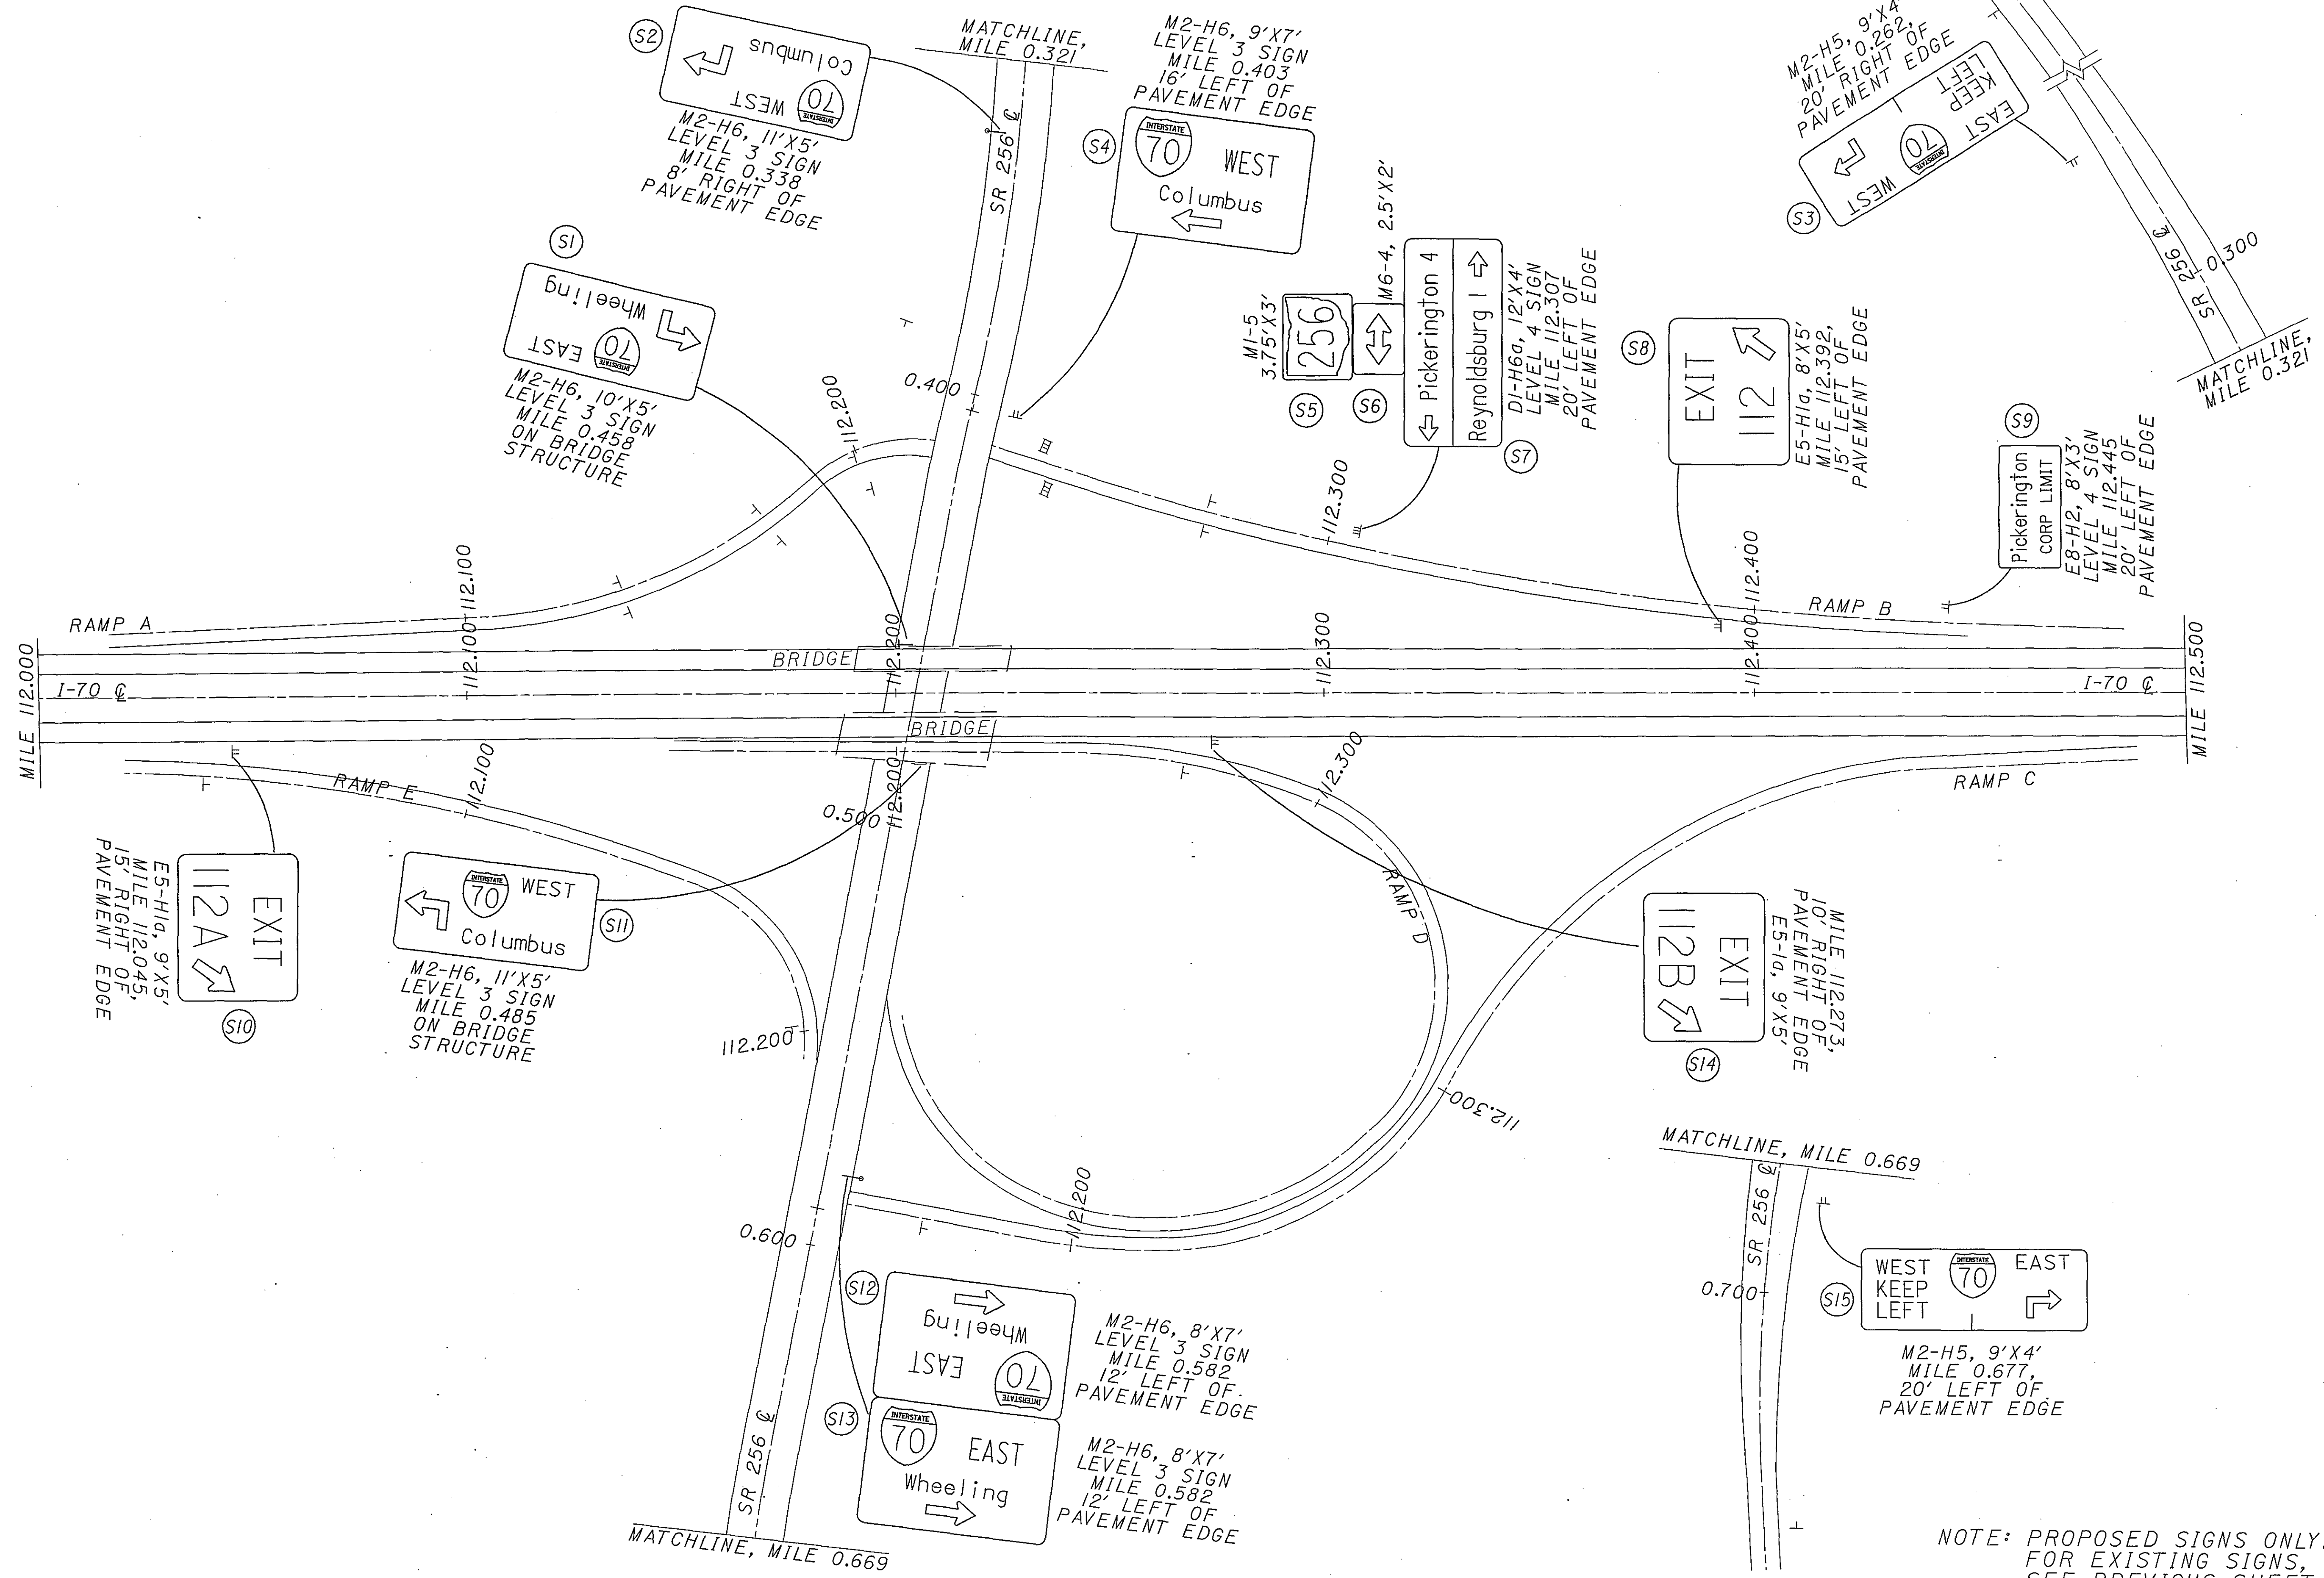 S2
Columbus
INTERSTATE
70
WEST
M2-H6, 11'X5'
LEVEL 3 SIGN
MILE 0.338
8' RIGHT OF
PAVEMENT EDGE
MATCHLINE,
MILE 0.321
SR 256 ℄
M2-H6, 9'X7'
LEVEL 3 SIGN
MILE 0.403
16' LEFT OF
PAVEMENT EDGE
S4
INTERSTATE
70
WEST
Columbus
M2-H5, 9'X4'
MILE 0.262,
20' RIGHT OF
PAVEMENT EDGE
EAST
KEEP
LEFT
INTERSTATE
70
WEST
S3
SR 256 ℄
0.300
MATCHLINE,
MILE 0.321
S1
Wheeling
INTERSTATE
70
EAST
M2-H6, 10'X5'
LEVEL 3 SIGN
MILE 0.458
ON BRIDGE
STRUCTURE
M1-5
3.75'X3'
256
S5
M6-4, 2.5'X2'
S6
Pickerington 4
Reynoldsburg 1
S7
D1-H6a, 12'X4'
LEVEL 4 SIGN
MILE 112.307
20' LEFT OF
PAVEMENT EDGE
S8
EXIT
112
E5-H1a, 8'X5'
MILE 112.392,
15' LEFT OF
PAVEMENT EDGE
S9
Pickerington
CORP LIMIT
E8-H2, 8'X3'
LEVEL 4 SIGN
MILE 112.445
20' LEFT OF
PAVEMENT EDGE
0.400
112.200
112.300
112.100
112.400
RAMP A
RAMP B
MILE 112.000
112.100
112.200
112.300
112.400
MILE 112.500
BRIDGE
I-70 ℄
I-70 ℄
BRIDGE
RAMP E
112.100
0.500
112.200
112.300
RAMP C
RAMP D
E5-H1a, 9'X5'
MILE 112.045,
15' RIGHT OF
PAVEMENT EDGE
EXIT
112A
S10
INTERSTATE
70
WEST
Columbus
S11
M2-H6, 11'X5'
LEVEL 3 SIGN
MILE 0.485
ON BRIDGE
STRUCTURE
112.200
EXIT
112B
S14
MILE 112.273,
10' RIGHT OF
PAVEMENT EDGE
E5-1a, 9'X5'
112.300
112.200
0.600
S12
Wheeling
EAST
INTERSTATE
70
M2-H6, 8'X7'
LEVEL 3 SIGN
MILE 0.582
12' LEFT OF
PAVEMENT EDGE
S13
INTERSTATE
70
EAST
Wheeling
M2-H6, 8'X7'
LEVEL 3 SIGN
MILE 0.582
12' LEFT OF
PAVEMENT EDGE
SR 256 ℄
MATCHLINE, MILE 0.669
MATCHLINE, MILE 0.669
SR 256 ℄
0.700
S15
WEST
KEEP
LEFT
INTERSTATE
70
EAST
M2-H5, 9'X4'
MILE 0.677,
20' LEFT OF
PAVEMENT EDGE
NOTE: PROPOSED SIGNS ONLY.
FOR EXISTING SIGNS,
SEE PREVIOUS SHEET